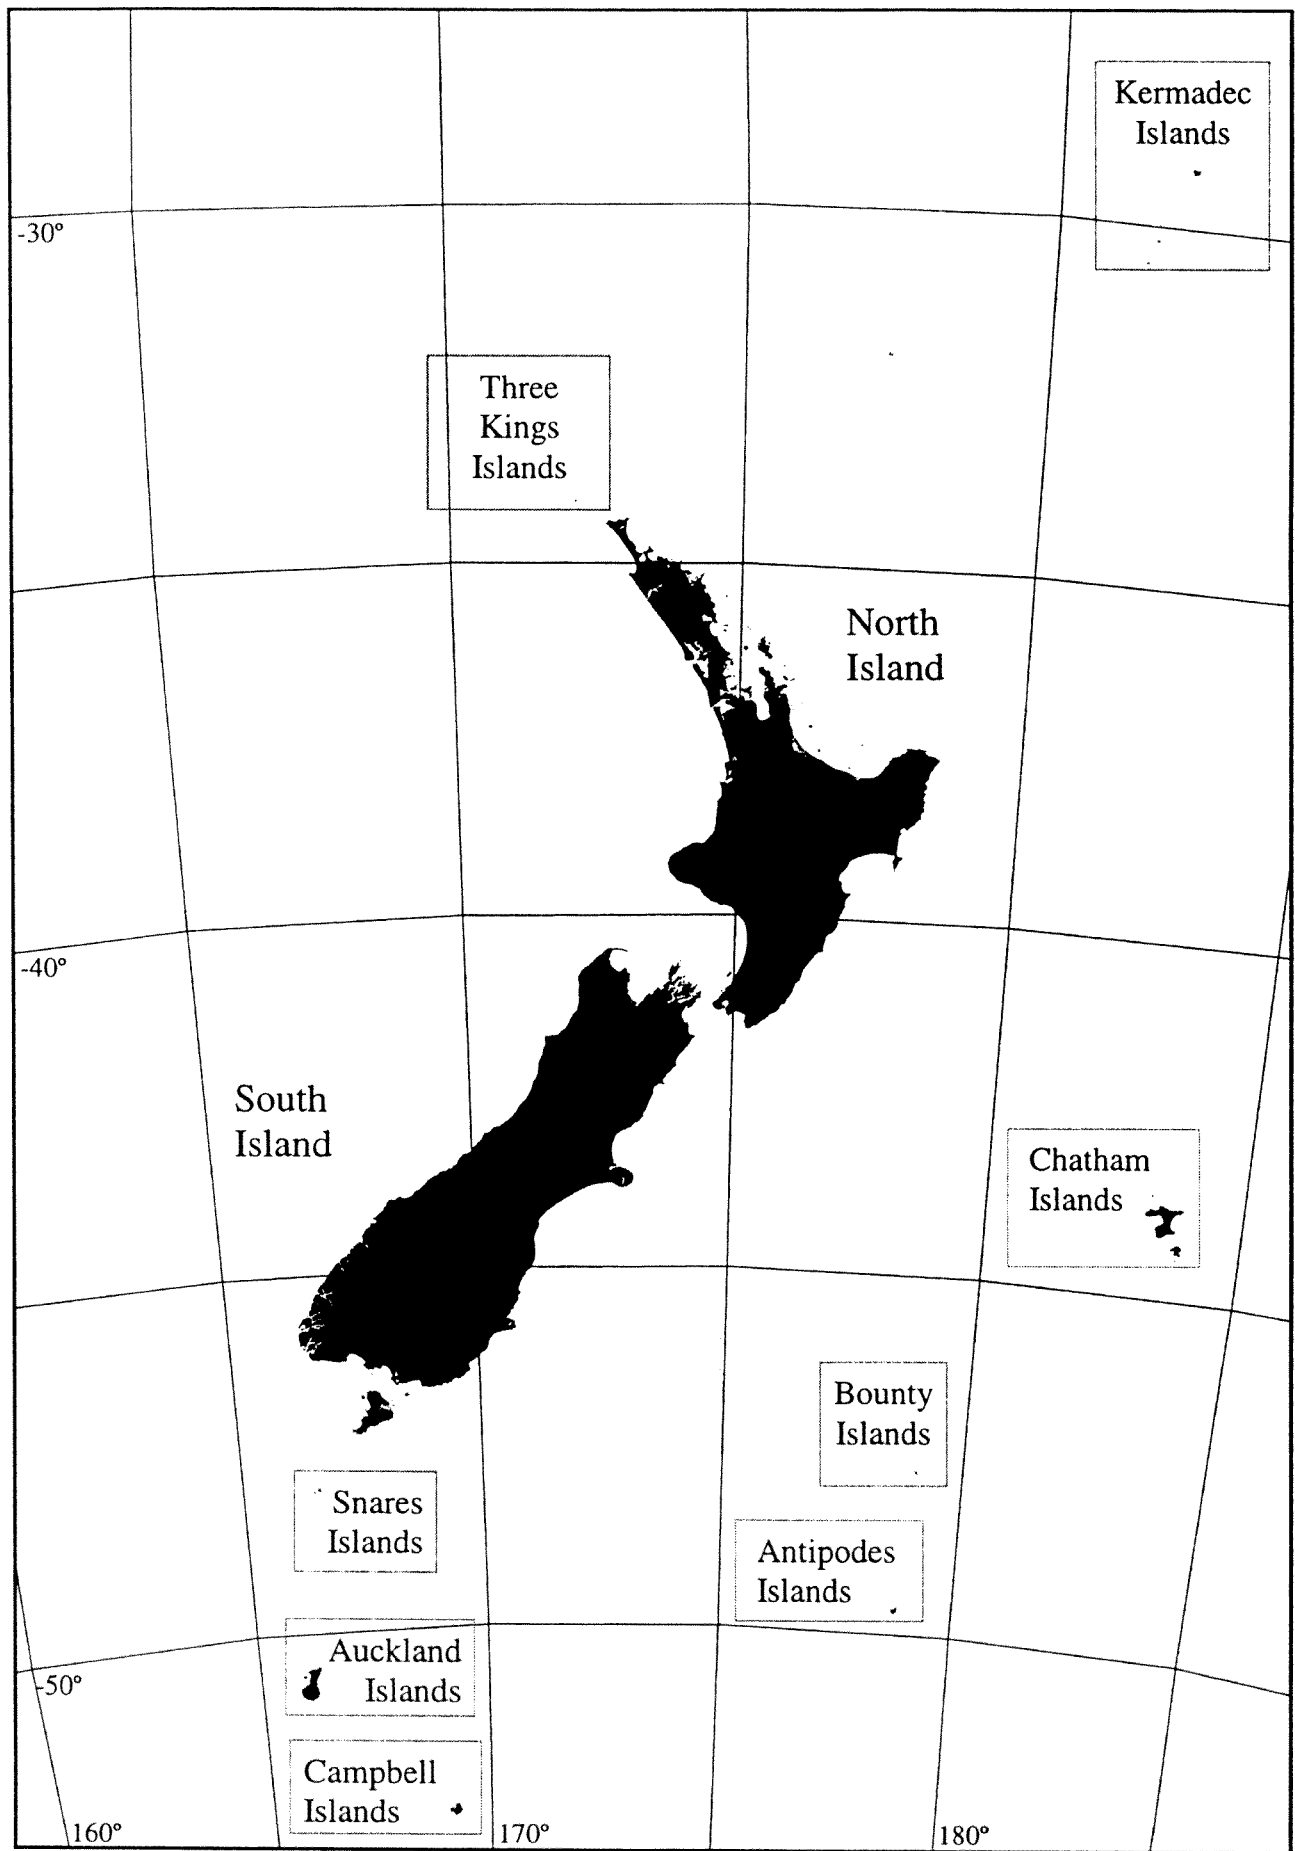 Kermadec
Islands
-30°
Three
Kings
Islands
North
Island
-40°
South
Island
Chatham
Islands
Bounty
Islands
Snares
Islands
Antipodes
Islands
Auckland
Islands
-50°
Campbell
Islands
160°
170°
180°